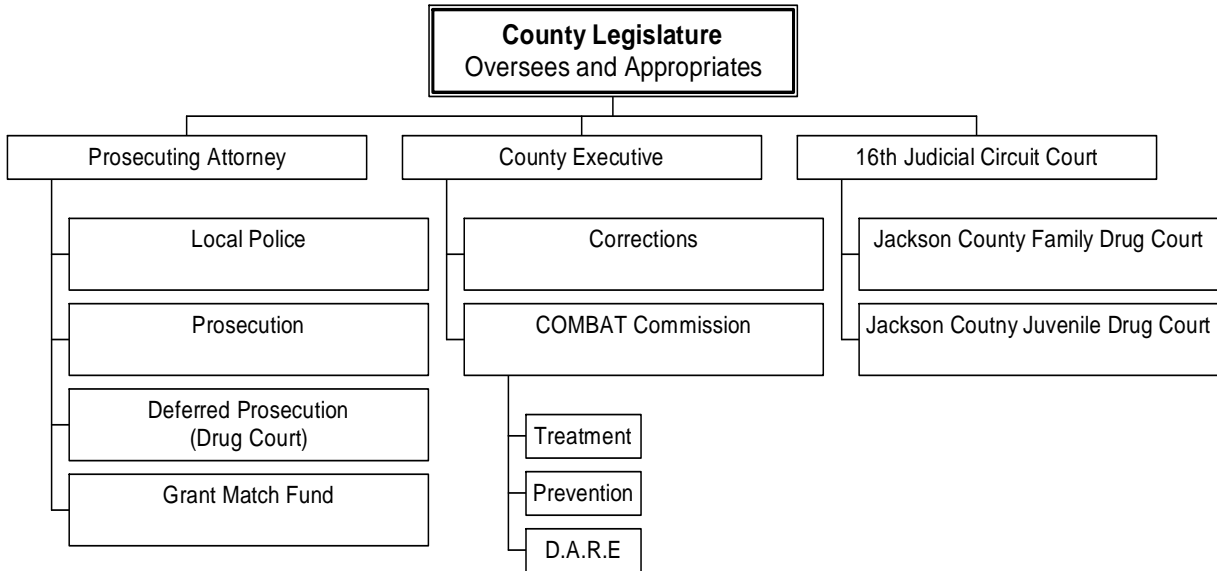 County Legislature
Oversees and Appropriates
Prosecuting Attorney
County Executive
16th Judicial Circuit Court
Local Police
Corrections
Jackson County Family Drug Court
Prosecution
COMBAT Commission
Jackson Coutny Juvenile Drug Court
Deferred Prosecution
(Drug Court)
Treatment
Grant Match Fund
Prevention
D.A.R.E